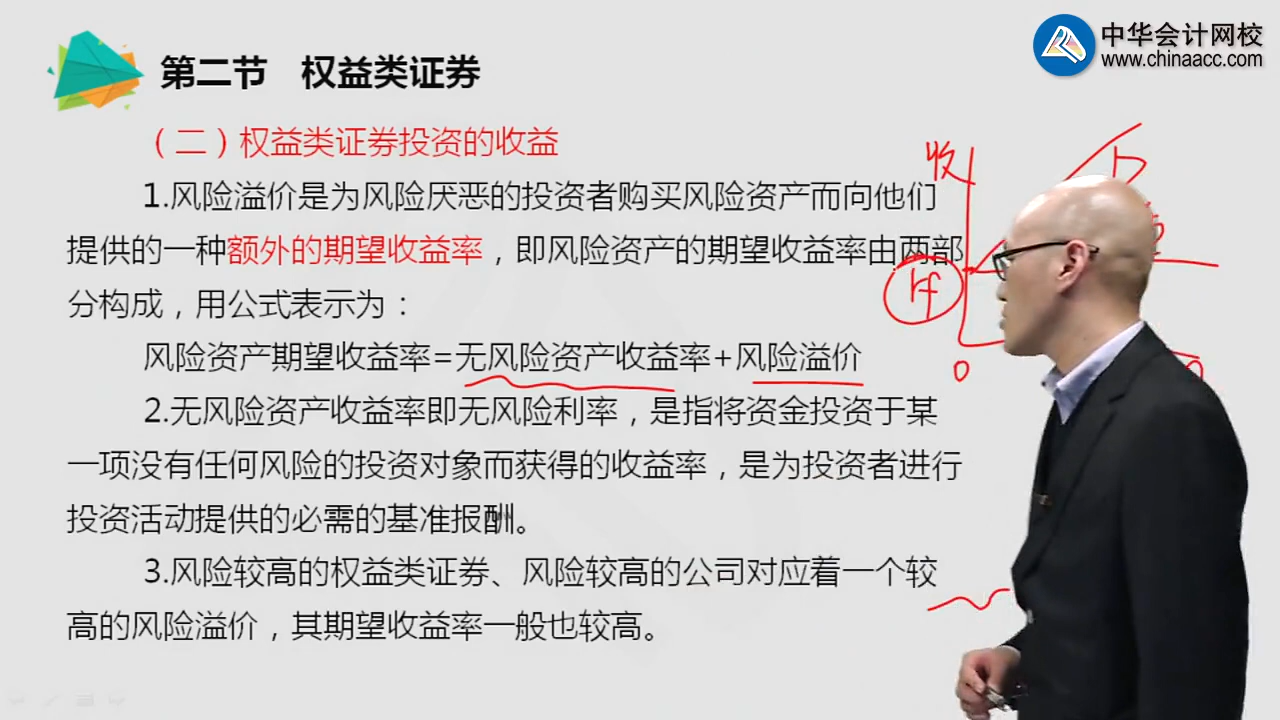 中华会计网校
www.chinaacc.com
第二节 权益类证券
（二）权益类证券投资的收益
1.风险溢价是为风险厌恶的投资者购买风险资产而向他们
提供的一种额外的期望收益率，即风险资产的期望收益率由两部
分构成，用公式表示为：
风险资产期望收益率=无风险资产收益率+风险溢价
2.无风险资产收益率即无风险利率，是指将资金投资于某
一项没有任何风险的投资对象而获得的收益率，是为投资者进行
投资活动提供的必需的基准报酬。
3.风险较高的权益类证券、风险较高的公司对应着一个较
高的风险溢价，其期望收益率一般也较高。
收
rf
0